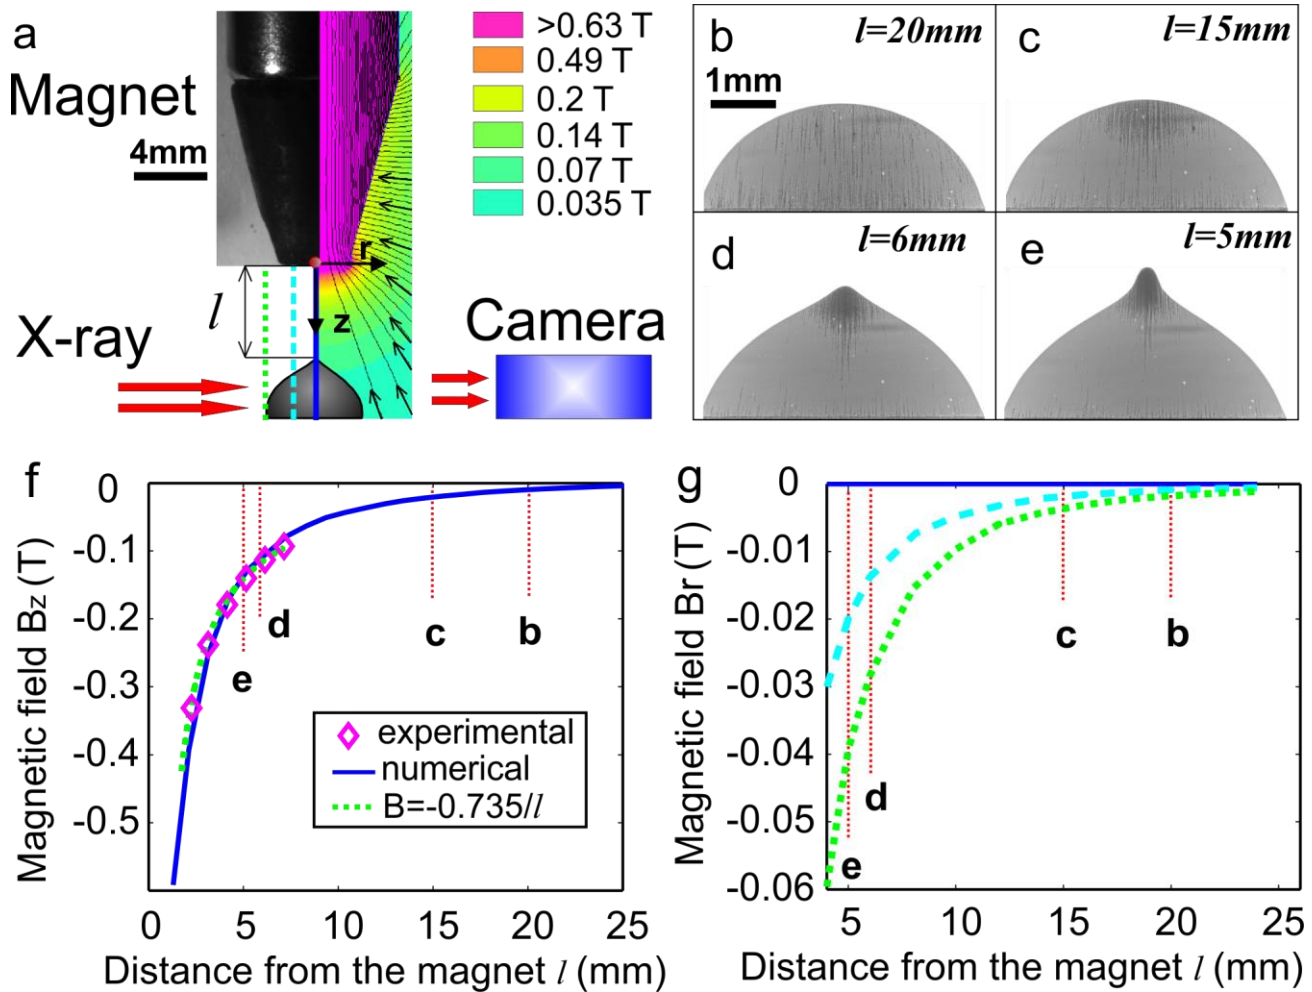 a
Magnet
4mm
l
r
z
X-ray
Camera
>0.63 T
0.49 T
0.2 T
0.14 T
0.07 T
0.035 T
b
l=20mm
1mm
c
l=15mm
d
l=6mm
e
l=5mm
f
Magnetic field Bz (T)
0
-0.1
-0.2
-0.3
-0.4
-0.5
e
d
c
b
experimental
numerical
B=-0.735/l
0 5 10 15 20 25
Distance from the magnet l (mm)
g
Magnetic field Br (T)
0
-0.01
-0.02
-0.03
-0.04
-0.05
-0.06
e
d
c
b
5 10 15 20 25
Distance from the magnet l (mm)